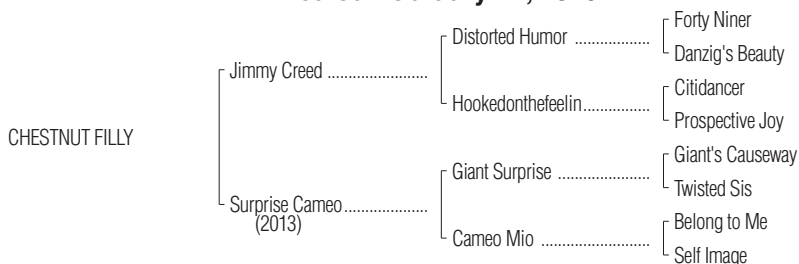 Forty Niner
Distorted Humor ................
Danzig's Beauty
Jimmy Creed ......................
Citidancer
Hookedonthefeelin................
Prospective Joy
CHESTNUT FILLY
Giant's Causeway
Giant Surprise ..................
Twisted Sis
Surprise Cameo..................
(2013)
Belong to Me
Cameo Mio .....................
Self Image